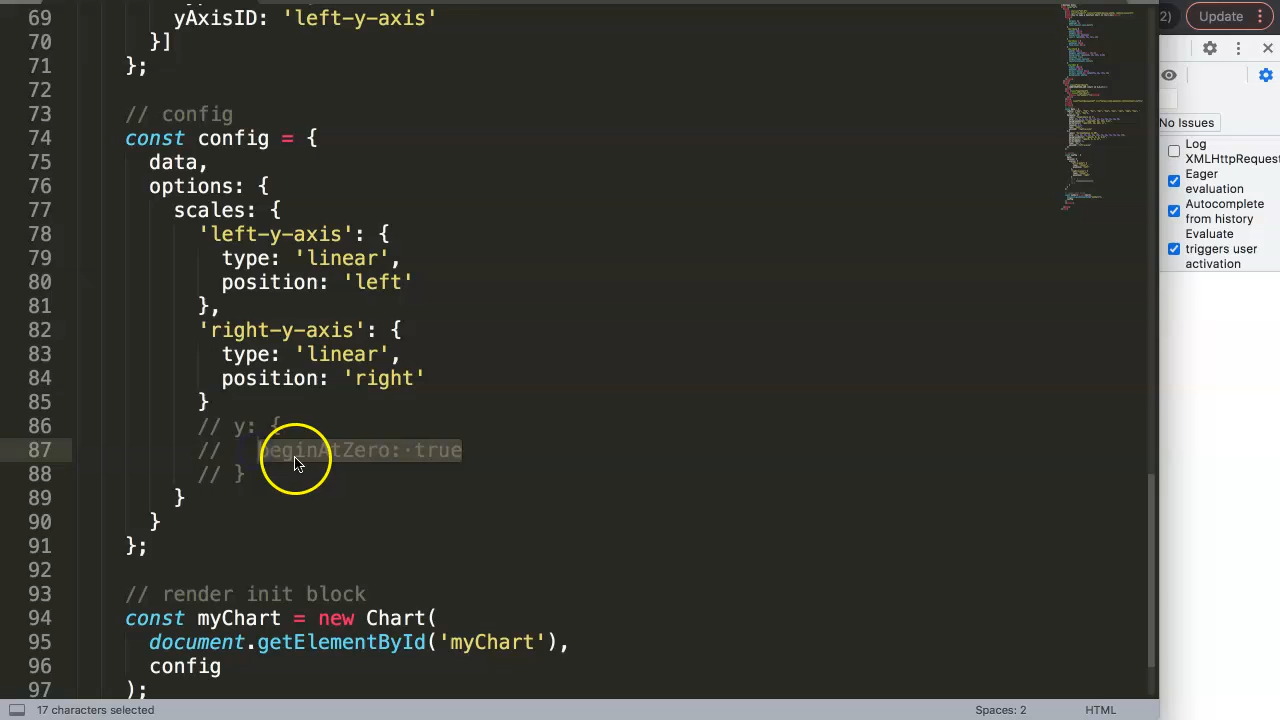 69 yAxisID: 'left-y-axis'
70 }]
71 };
72
73 // config
74 const config = {
75 data,
76 options: {
77 scales: {
78 'left-y-axis': {
79 type: 'linear',
80 position: 'left'
81 },
82 'right-y-axis': {
83 type: 'linear',
84 position: 'right'
85 }
86 // y: {
87 // beginAtZero: true
88 // }
89 }
90 }
91 };
92
93 // render init block
94 const myChart = new Chart(
95 document.getElementById('myChart'),
96 config
97 );
17 characters selected
Spaces: 2
HTML
2)
Update
No Issues
Log
XMLHttpRequest
Eager
evaluation
Autocomplete
from history
Evaluate
triggers user
activation